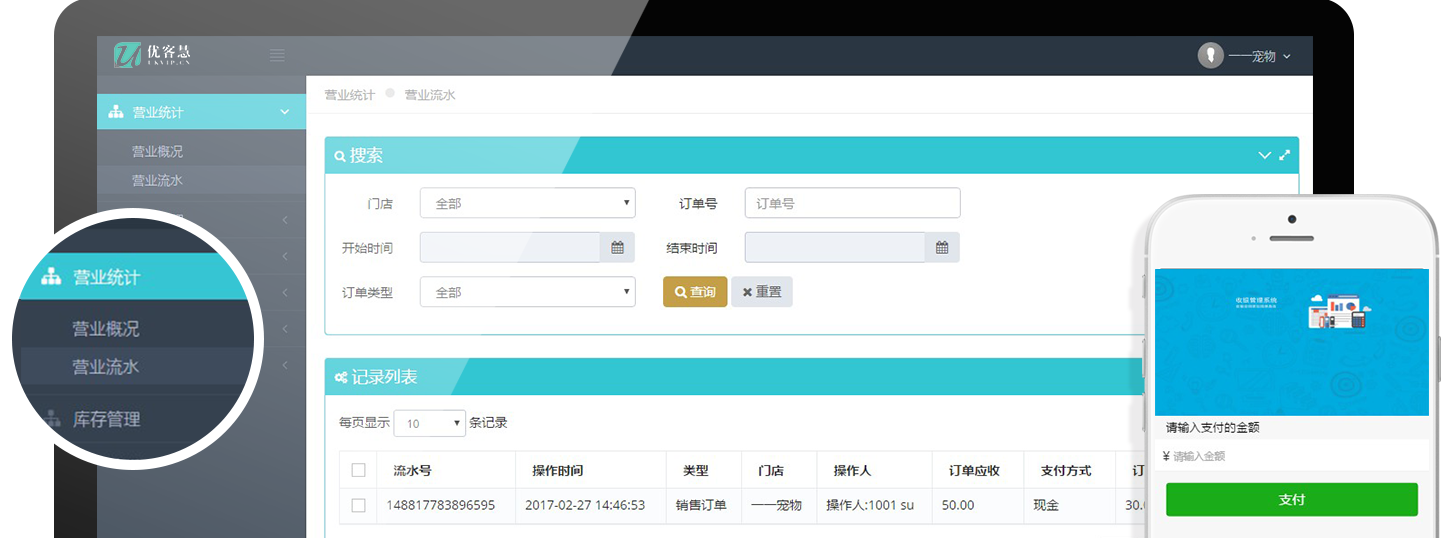 优客慧
UKVIP.CN
一一宠物
营业统计
营业统计 营业流水
营业概况
营业流水
搜索
门店 全部 订单号 订单号
开始时间 结束时间
订单类型 全部 查询 重置
营业统计
营业概况
营业流水
库存管理
记录列表
每页显示 10 条记录
流水号 操作时间 类型 门店 操作人 订单应收 支付方式 订
148817783896595 2017-02-27 14:46:53 销售订单 一一宠物 操作人:1001 su 50.00 现金 30.
收银管理系统
请输入支付的金额
¥ 请输入金额
支付